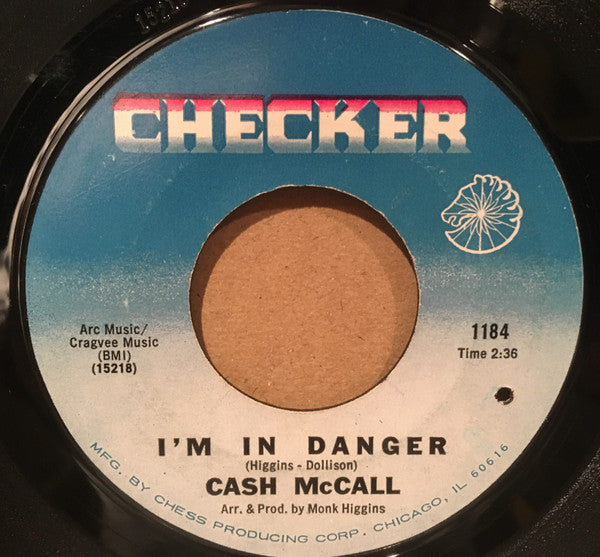 CHECKER
Arc Music/
Cragvee Music
(BMI)
(15218)
1184
Time 2:36
I'M IN DANGER
(Higgins - Dollison)
CASH McCALL
Arr. & Prod. by Monk Higgins
MFG. BY CHESS PRODUCING CORP. CHICAGO, IL 60616